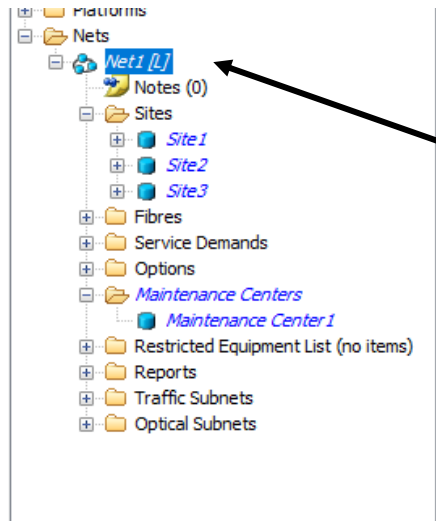 Platforms
Nets
Net1 [L]
Notes (0)
Sites
Site1
Site2
Site3
Fibres
Service Demands
Options
Maintenance Centers
Maintenance Center1
Restricted Equipment List (no items)
Reports
Traffic Subnets
Optical Subnets